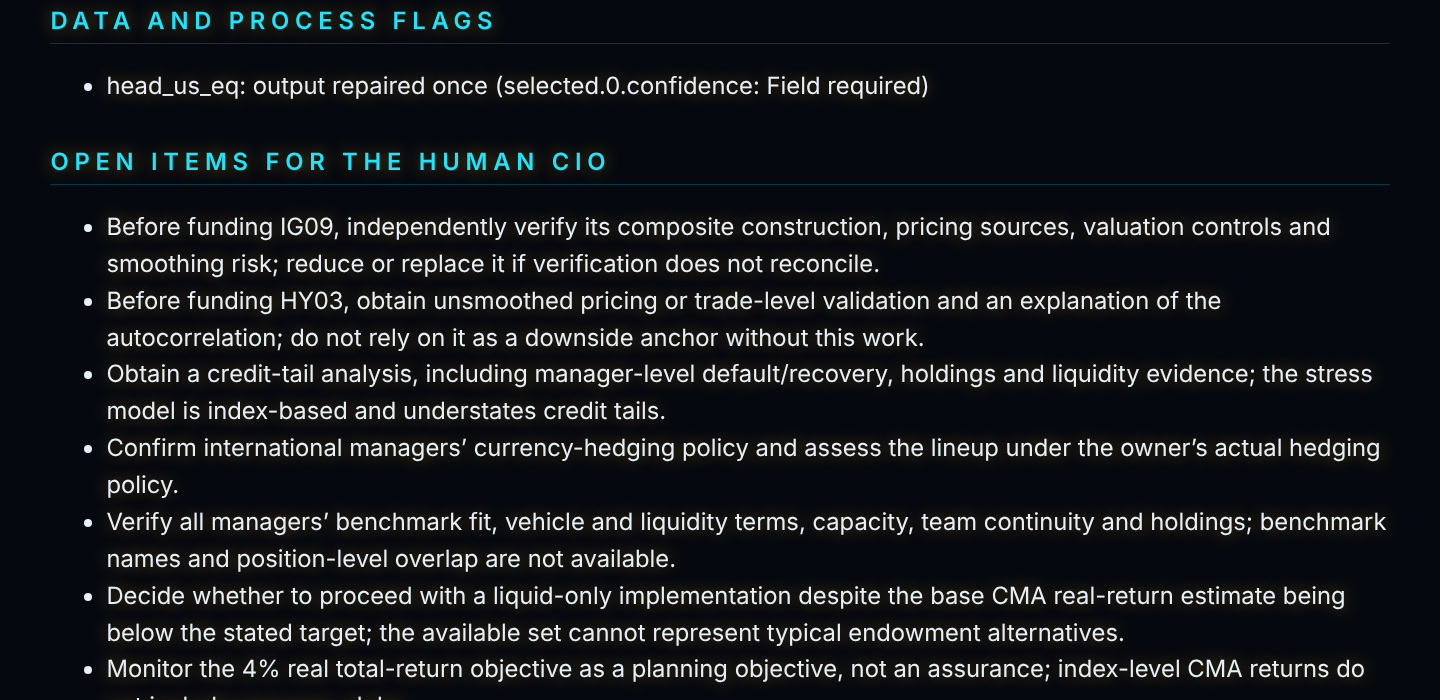 DATA AND PROCESS FLAGS
head_us_eq: output repaired once (selected.0.confidence: Field required)
OPEN ITEMS FOR THE HUMAN CIO
Before funding IG09, independently verify its composite construction, pricing sources, valuation controls and
smoothing risk; reduce or replace it if verification does not reconcile.
Before funding HY03, obtain unsmoothed pricing or trade-level validation and an explanation of the
autocorrelation; do not rely on it as a downside anchor without this work.
Obtain a credit-tail analysis, including manager-level default/recovery, holdings and liquidity evidence; the stress
model is index-based and understates credit tails.
Confirm international managers’ currency-hedging policy and assess the lineup under the owner’s actual hedging
policy.
Verify all managers’ benchmark fit, vehicle and liquidity terms, capacity, team continuity and holdings; benchmark
names and position-level overlap are not available.
Decide whether to proceed with a liquid-only implementation despite the base CMA real-return estimate being
below the stated target; the available set cannot represent typical endowment alternatives.
Monitor the 4% real total-return objective as a planning objective, not an assurance; index-level CMA returns do